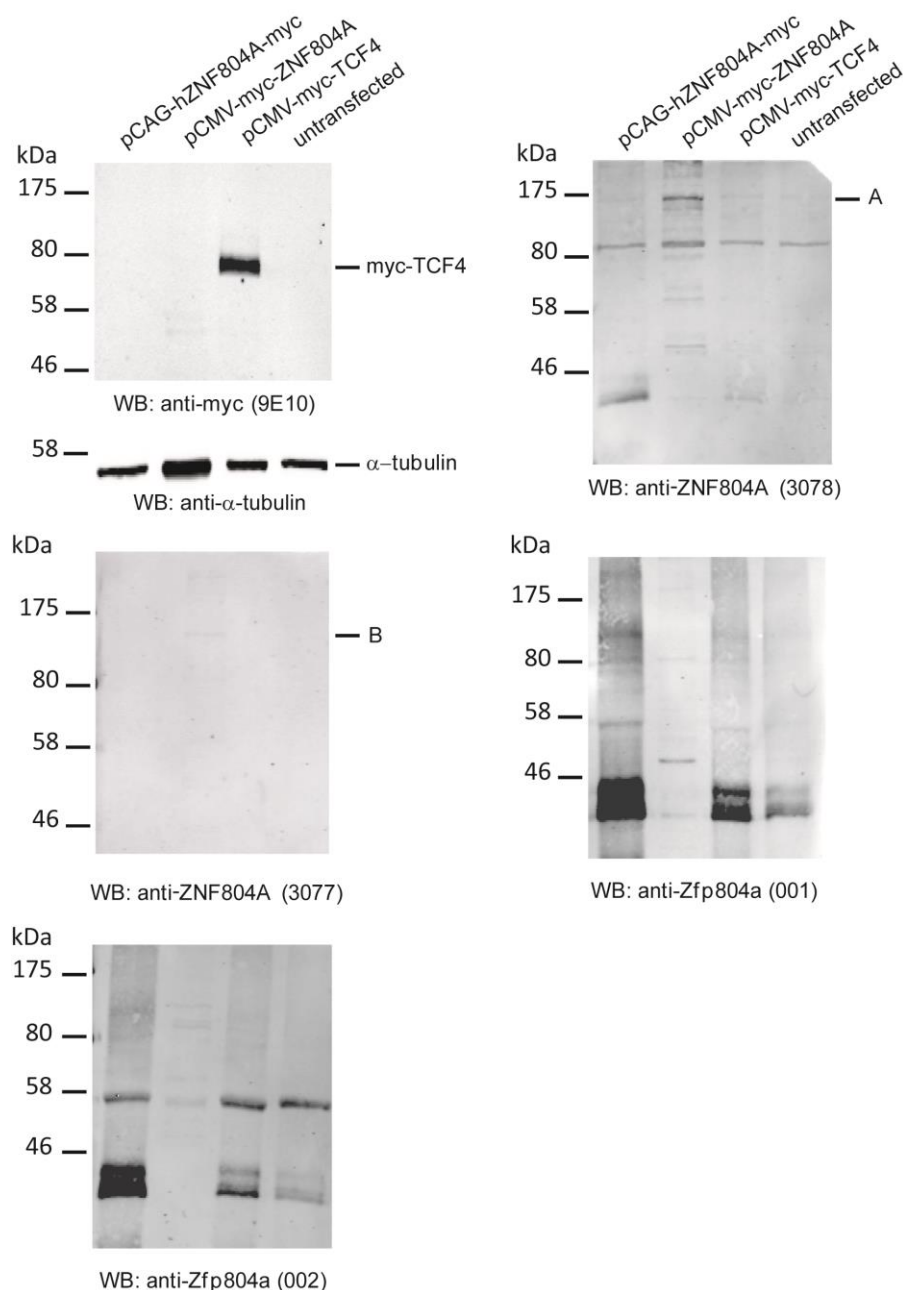 pCAG-hZNF804A-myc
pCMV-myc-ZNF804A
pCMV-myc-TCF4
untransfected
kDa
175
80
58
46
myc-TCF4
WB: anti-myc (9E10)
58
α-tubulin
WB: anti-α-tubulin
pCAG-hZNF804A-myc
pCMV-myc-ZNF804A
pCMV-myc-TCF4
untransfected
kDa
175
80
58
46
A
WB: anti-ZNF804A (3078)
kDa
175
80
58
46
B
WB: anti-ZNF804A (3077)
kDa
175
80
58
46
WB: anti-Zfp804a (001)
kDa
175
80
58
46
WB: anti-Zfp804a (002)